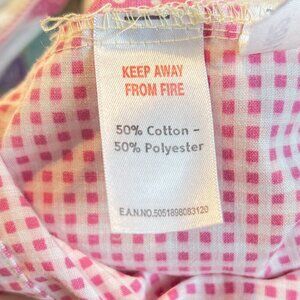 KEEP AWAY
FROM FIRE
50% Cotton -
50% Polyester
E.A.N.NO.5051898083120